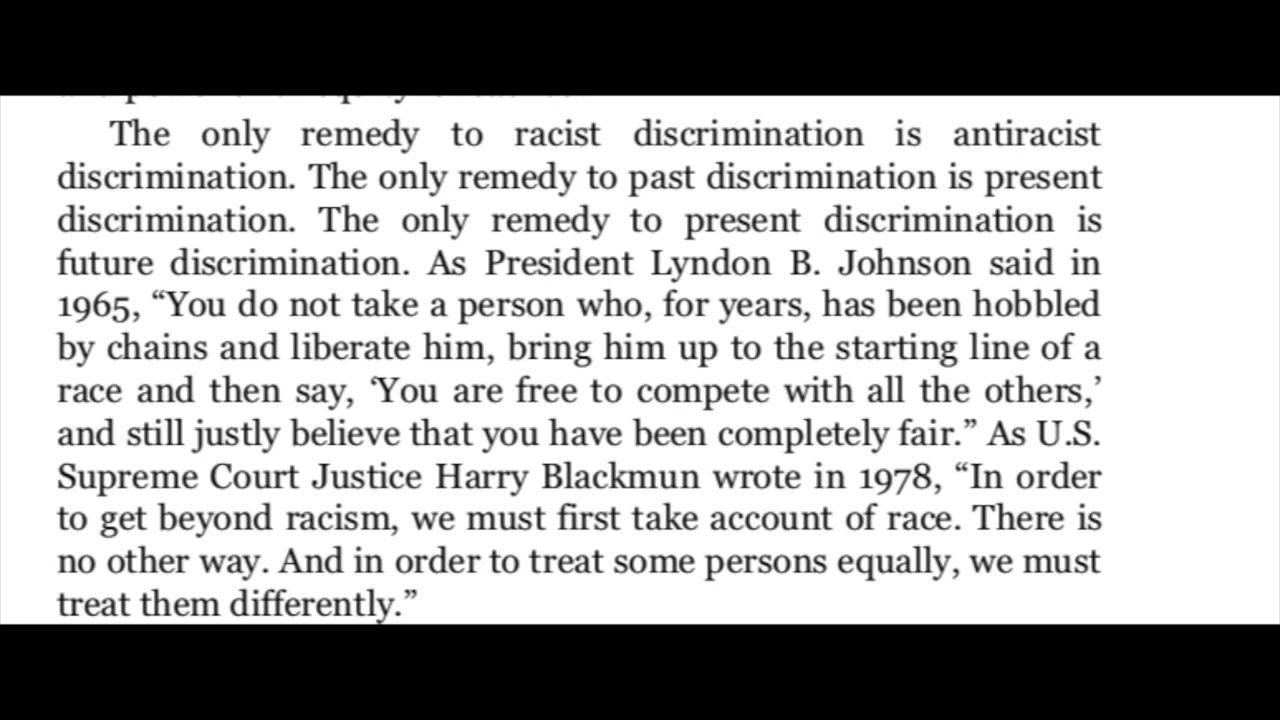 The only remedy to racist discrimination is antiracist
discrimination. The only remedy to past discrimination is present
discrimination. The only remedy to present discrimination is
future discrimination. As President Lyndon B. Johnson said in
1965, “You do not take a person who, for years, has been hobbled
by chains and liberate him, bring him up to the starting line of a
race and then say, ‘You are free to compete with all the others,’
and still justly believe that you have been completely fair.” As U.S.
Supreme Court Justice Harry Blackmun wrote in 1978, “In order
to get beyond racism, we must first take account of race. There is
no other way. And in order to treat some persons equally, we must
treat them differently.”